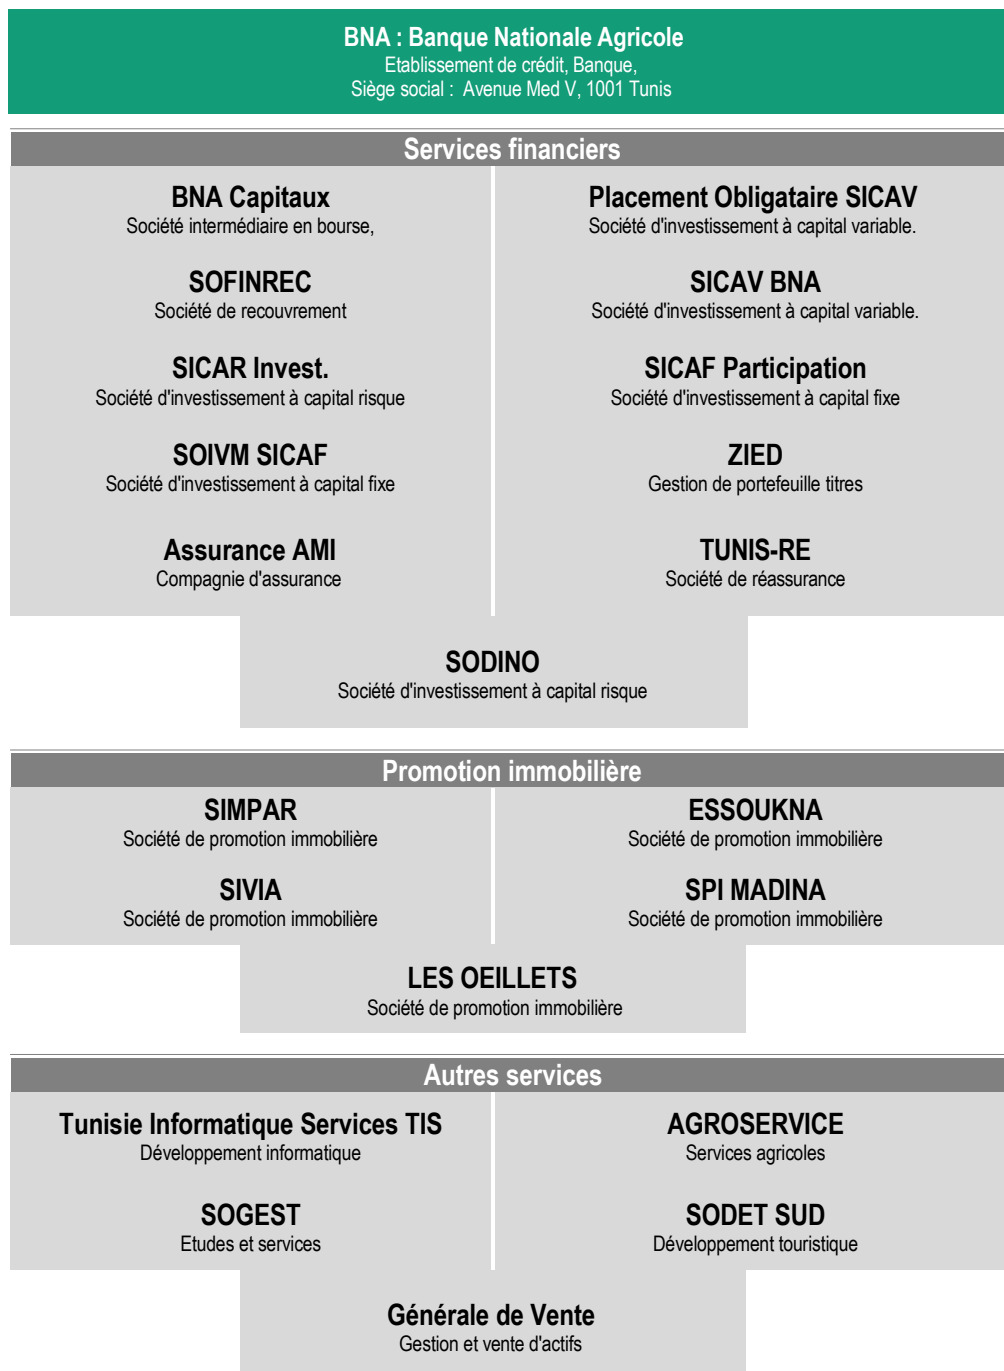 BNA : Banque Nationale Agricole
Etablissement de crédit, Banque,
Siège social : Avenue Med V, 1001 Tunis
Services financiers
BNA Capitaux
Société intermédiaire en bourse,
Placement Obligataire SICAV
Société d'investissement à capital variable.
SOFINREC
Société de recouvrement
SICAV BNA
Société d'investissement à capital variable.
SICAR Invest.
Société d'investissement à capital risque
SICAF Participation
Société d'investissement à capital fixe
SOIVM SICAF
Société d'investissement à capital fixe
ZIED
Gestion de portefeuille titres
Assurance AMI
Compagnie d'assurance
TUNIS-RE
Société de réassurance
SODINO
Société d'investissement à capital risque
Promotion immobilière
SIMPAR
Société de promotion immobilière
ESSOUKNA
Société de promotion immobilière
SIVIA
Société de promotion immobilière
SPI MADINA
Société de promotion immobilière
LES OEILLETS
Société de promotion immobilière
Autres services
Tunisie Informatique Services TIS
Développement informatique
AGROSERVICE
Services agricoles
SOGEST
Etudes et services
SODET SUD
Développement touristique
Générale de Vente
Gestion et vente d'actifs